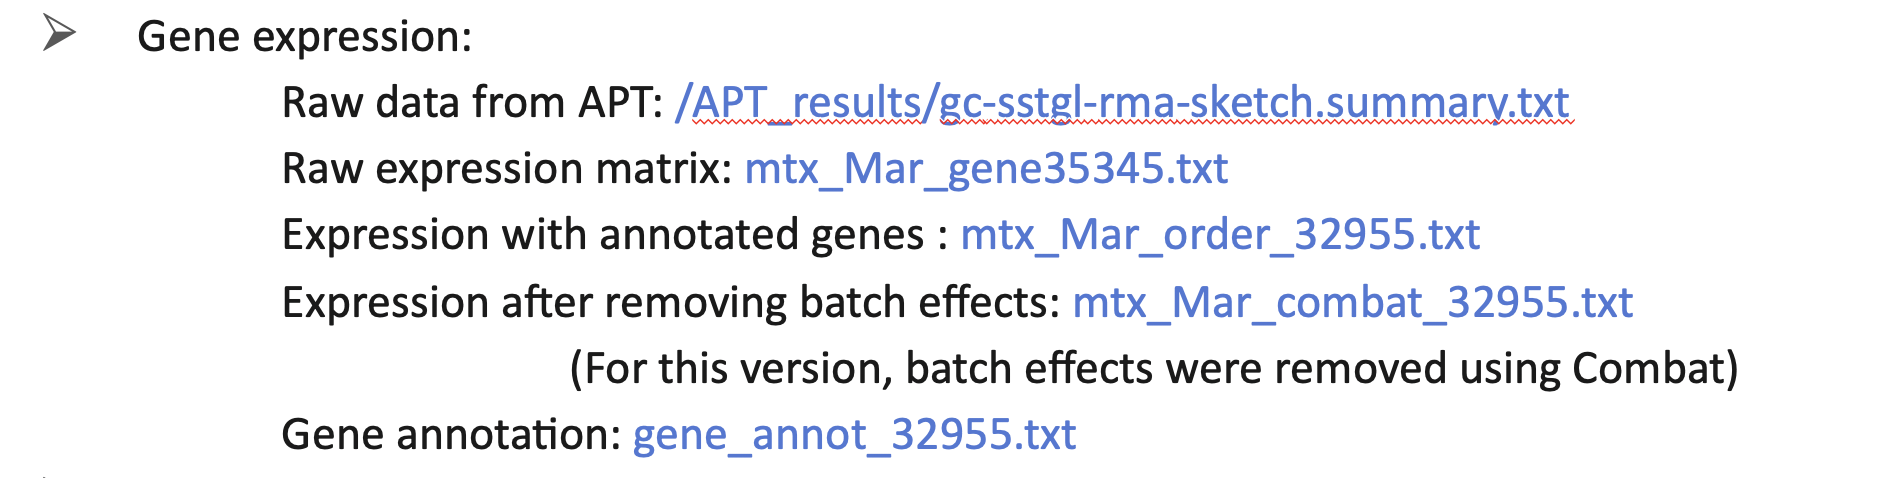 Gene expression:
Raw data from APT: /APT_results/gc-sstgl-rma-sketch.summary.txt
Raw expression matrix: mtx_Mar_gene35345.txt
Expression with annotated genes : mtx_Mar_order_32955.txt
Expression after removing batch effects: mtx_Mar_combat_32955.txt
(For this version, batch effects were removed using Combat)
Gene annotation: gene_annot_32955.txt